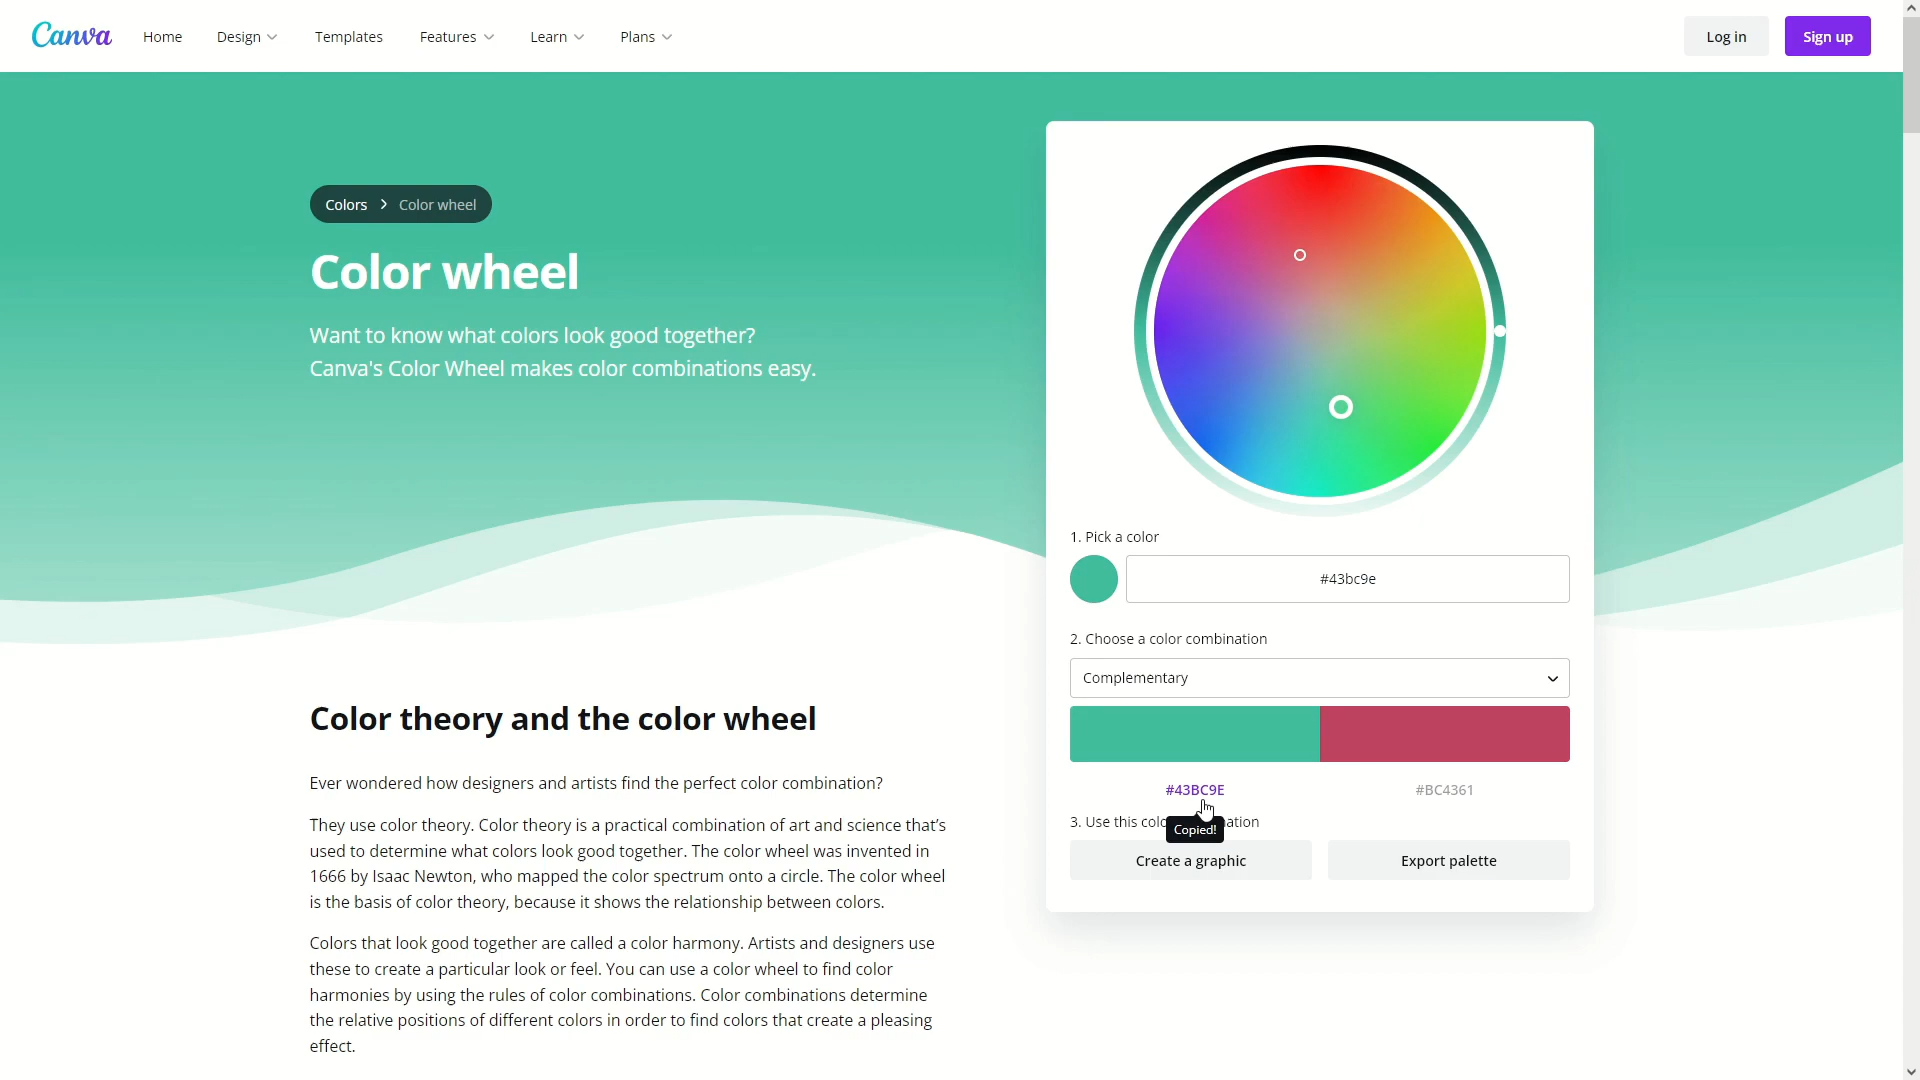 Canva Home Design Templates Features Learn Plans Log in Sign up
Colors Color wheel
Color wheel
Want to know what colors look good together?
Canva's Color Wheel makes color combinations easy.
1. Pick a color
#43bc9e
2. Choose a color combination
Complementary
#43BC9E #BC4361
3. Use this colo nation
Copied!
Create a graphic Export palette
Color theory and the color wheel
Ever wondered how designers and artists find the perfect color combination?
They use color theory. Color theory is a practical combination of art and science that’s
used to determine what colors look good together. The color wheel was invented in
1666 by Isaac Newton, who mapped the color spectrum onto a circle. The color wheel
is the basis of color theory, because it shows the relationship between colors.
Colors that look good together are called a color harmony. Artists and designers use
these to create a particular look or feel. You can use a color wheel to find color
harmonies by using the rules of color combinations. Color combinations determine
the relative positions of different colors in order to find colors that create a pleasing
effect.